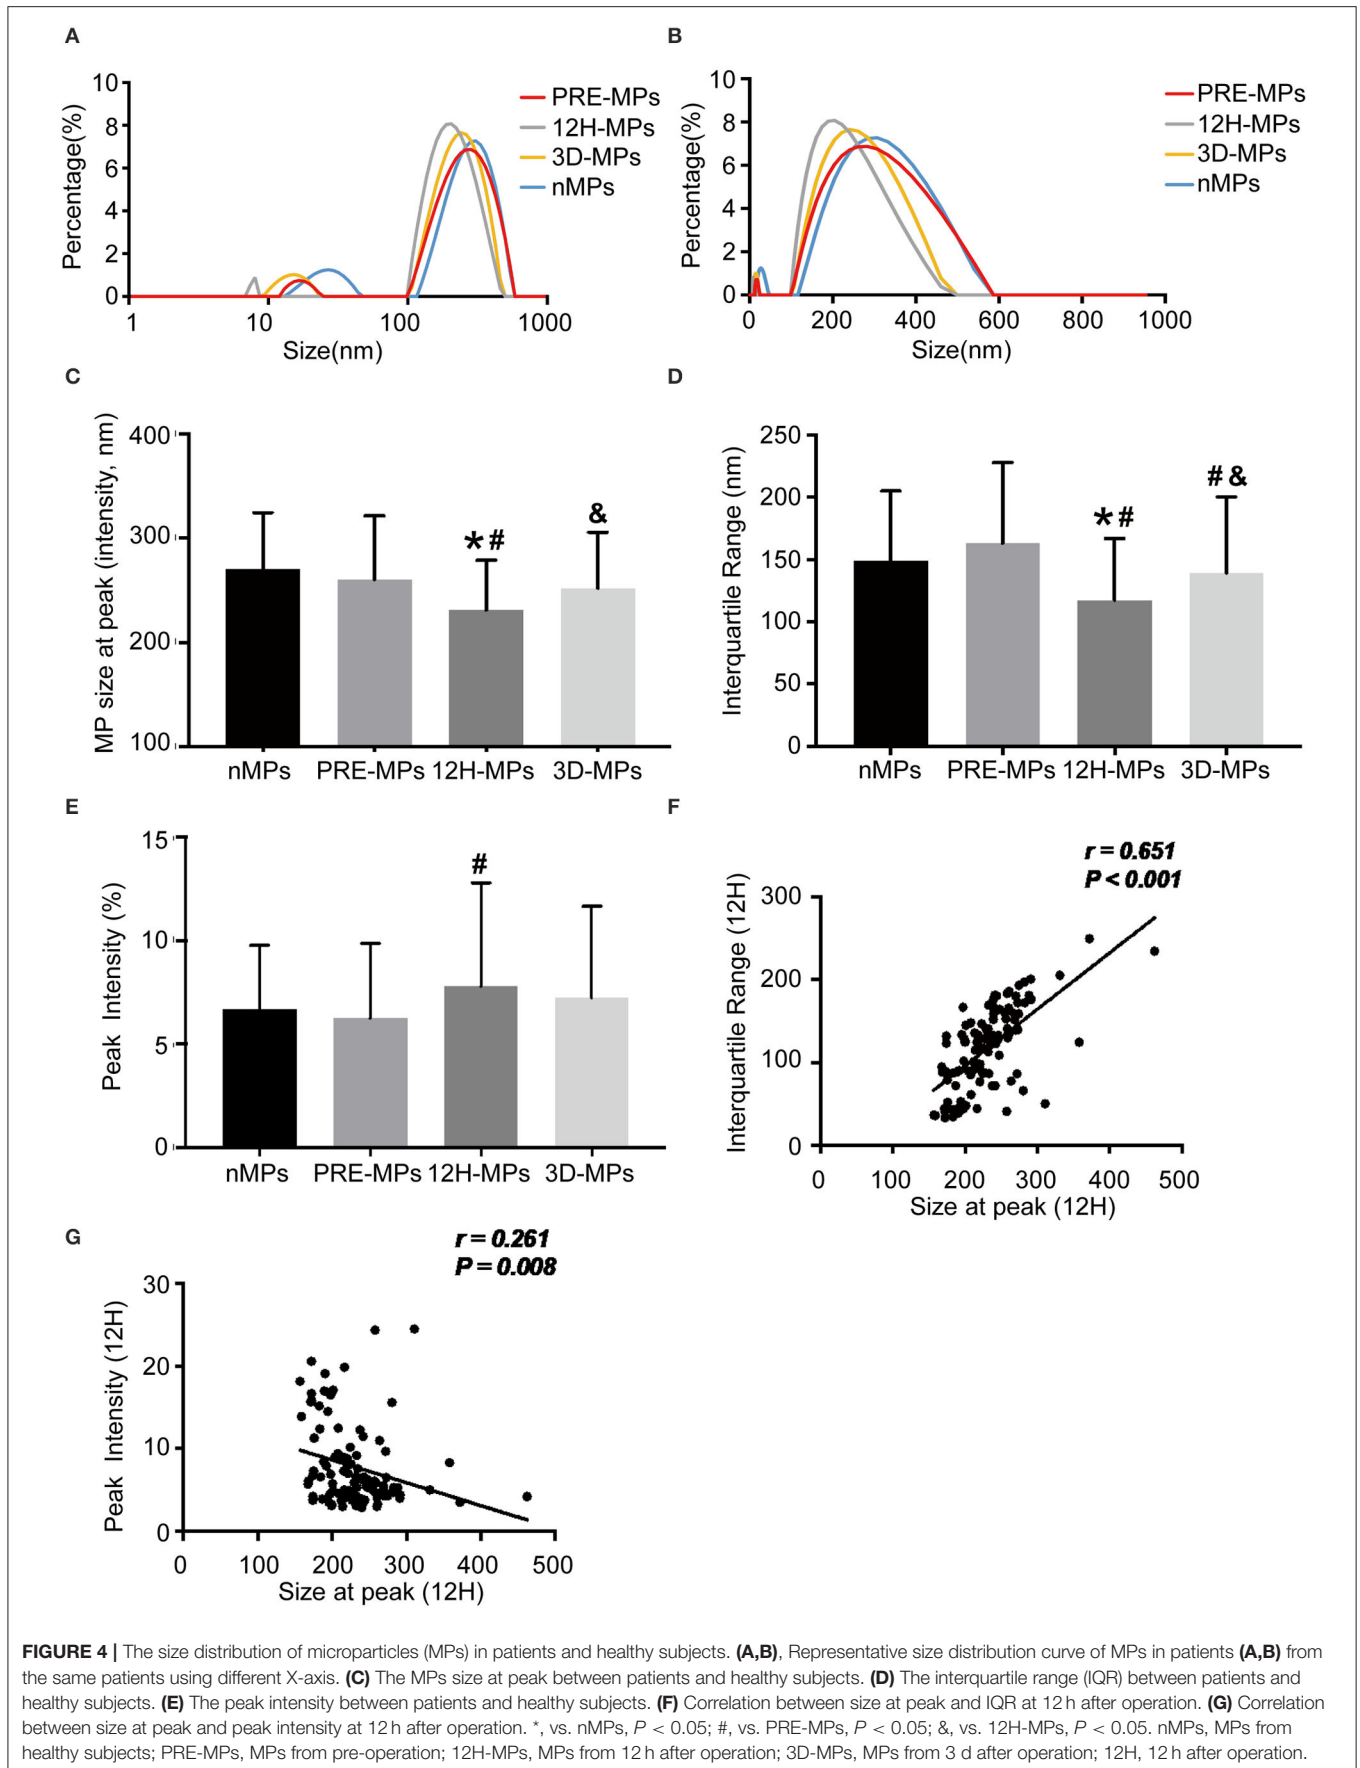 A
B
10
8
6
4
2
0
Percentage(%)
PRE-MPs
12H-MPs
3D-MPs
nMPs
1
10
100
1000
Size(nm)
10
8
6
4
2
0
Percentage(%)
PRE-MPs
12H-MPs
3D-MPs
nMPs
0
200
400
600
800
1000
Size(nm)
C
D
400
300
200
100
MP size at peak (intensity, nm)
* #
&
nMPs
PRE-MPs
12H-MPs
3D-MPs
250
200
150
100
50
0
Interquartile Range (nm)
* #
# &
nMPs
PRE-MPs
12H-MPs
3D-MPs
E
F
15
10
5
0
Peak Intensity (%)
#
nMPs
PRE-MPs
12H-MPs
3D-MPs
r = 0.651
P < 0.001
300
200
100
0
Interquartile Range (12H)
0
100
200
300
400
500
Size at peak (12H)
G
r = 0.261
P = 0.008
30
20
10
0
Peak Intensity (12H)
0
100
200
300
400
500
Size at peak (12H)
FIGURE 4 | The size distribution of microparticles (MPs) in patients and healthy subjects. (A,B), Representative size distribution curve of MPs in patients (A,B) from
the same patients using different X-axis. (C) The MPs size at peak between patients and healthy subjects. (D) The interquartile range (IQR) between patients and
healthy subjects. (E) The peak intensity between patients and healthy subjects. (F) Correlation between size at peak and IQR at 12 h after operation. (G) Correlation
between size at peak and peak intensity at 12 h after operation. *, vs. nMPs, P < 0.05; #, vs. PRE-MPs, P < 0.05; &, vs. 12H-MPs, P < 0.05. nMPs, MPs from
healthy subjects; PRE-MPs, MPs from pre-operation; 12H-MPs, MPs from 12 h after operation; 3D-MPs, MPs from 3 d after operation; 12H, 12 h after operation.